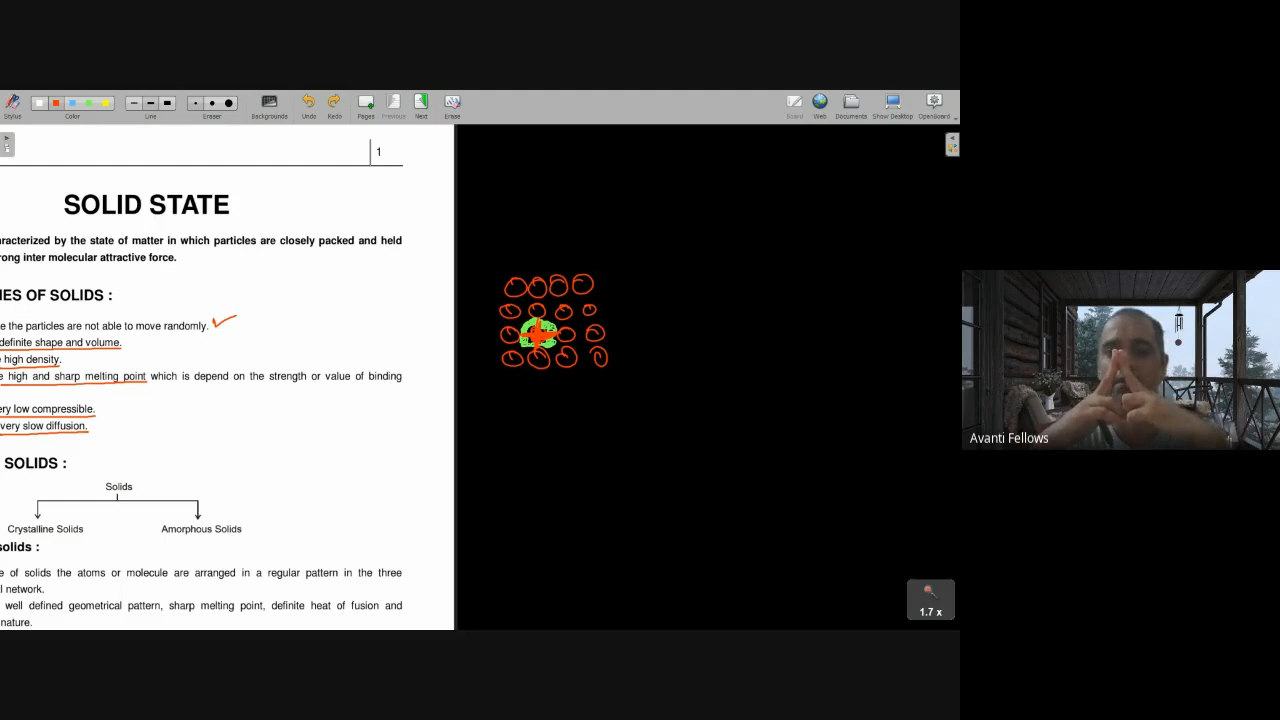 Stylus
Color
Line
Eraser
Backgrounds
Undo
Redo
Pages
Previous
Next
Erase
Board
Web
Documents
Show Desktop
OpenBoard
1
SOLID STATE
aracterized by the state of matter in which particles are closely packed and held
rong inter molecular attractive force.
IES OF SOLIDS :
e the particles are not able to move randomly.
definite shape and volume.
e high density.
e high and sharp melting point which is depend on the strength or value of binding
ery low compressible.
very slow diffusion.
SOLIDS :
Solids
Crystalline Solids
Amorphous Solids
solids :
e of solids the atoms or molecule are arranged in a regular pattern in the three
l network.
well defined geometrical pattern, sharp melting point, definite heat of fusion and
nature.
1.7 x
Avanti Fellows